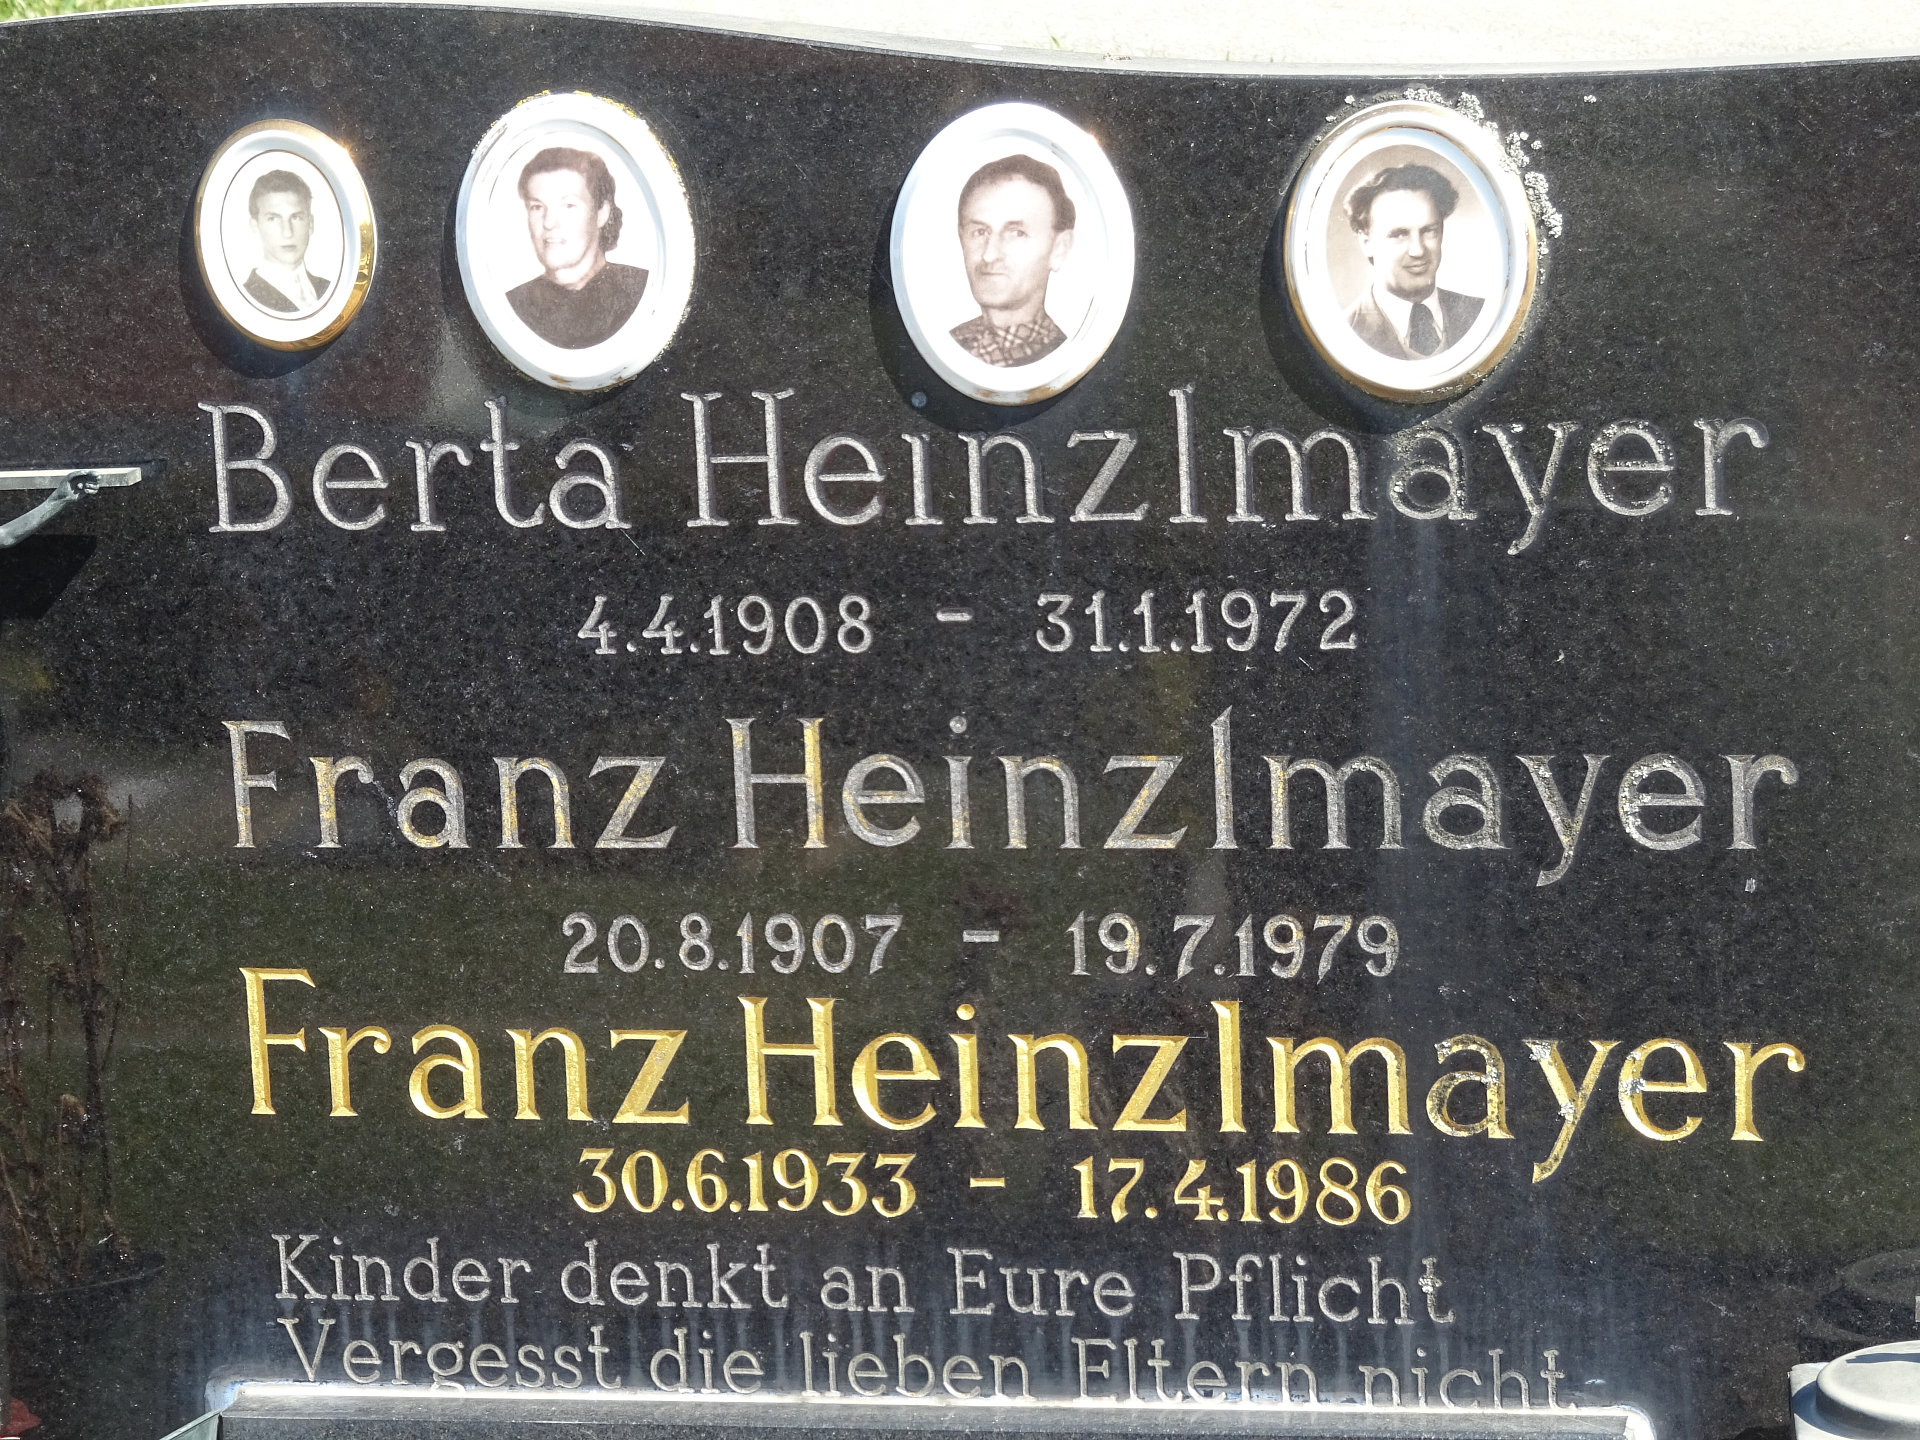 Berta Heinzlmayer
4.4.1908 - 31.1.1972
Franz Heinzlmayer
20.8.1907 - 19.7.1979
Franz Heinzlmayer
30.6.1933 - 17.4.1986
Kinder denkt an Eure Pflicht
Vergesst die lieben Eltern nicht.